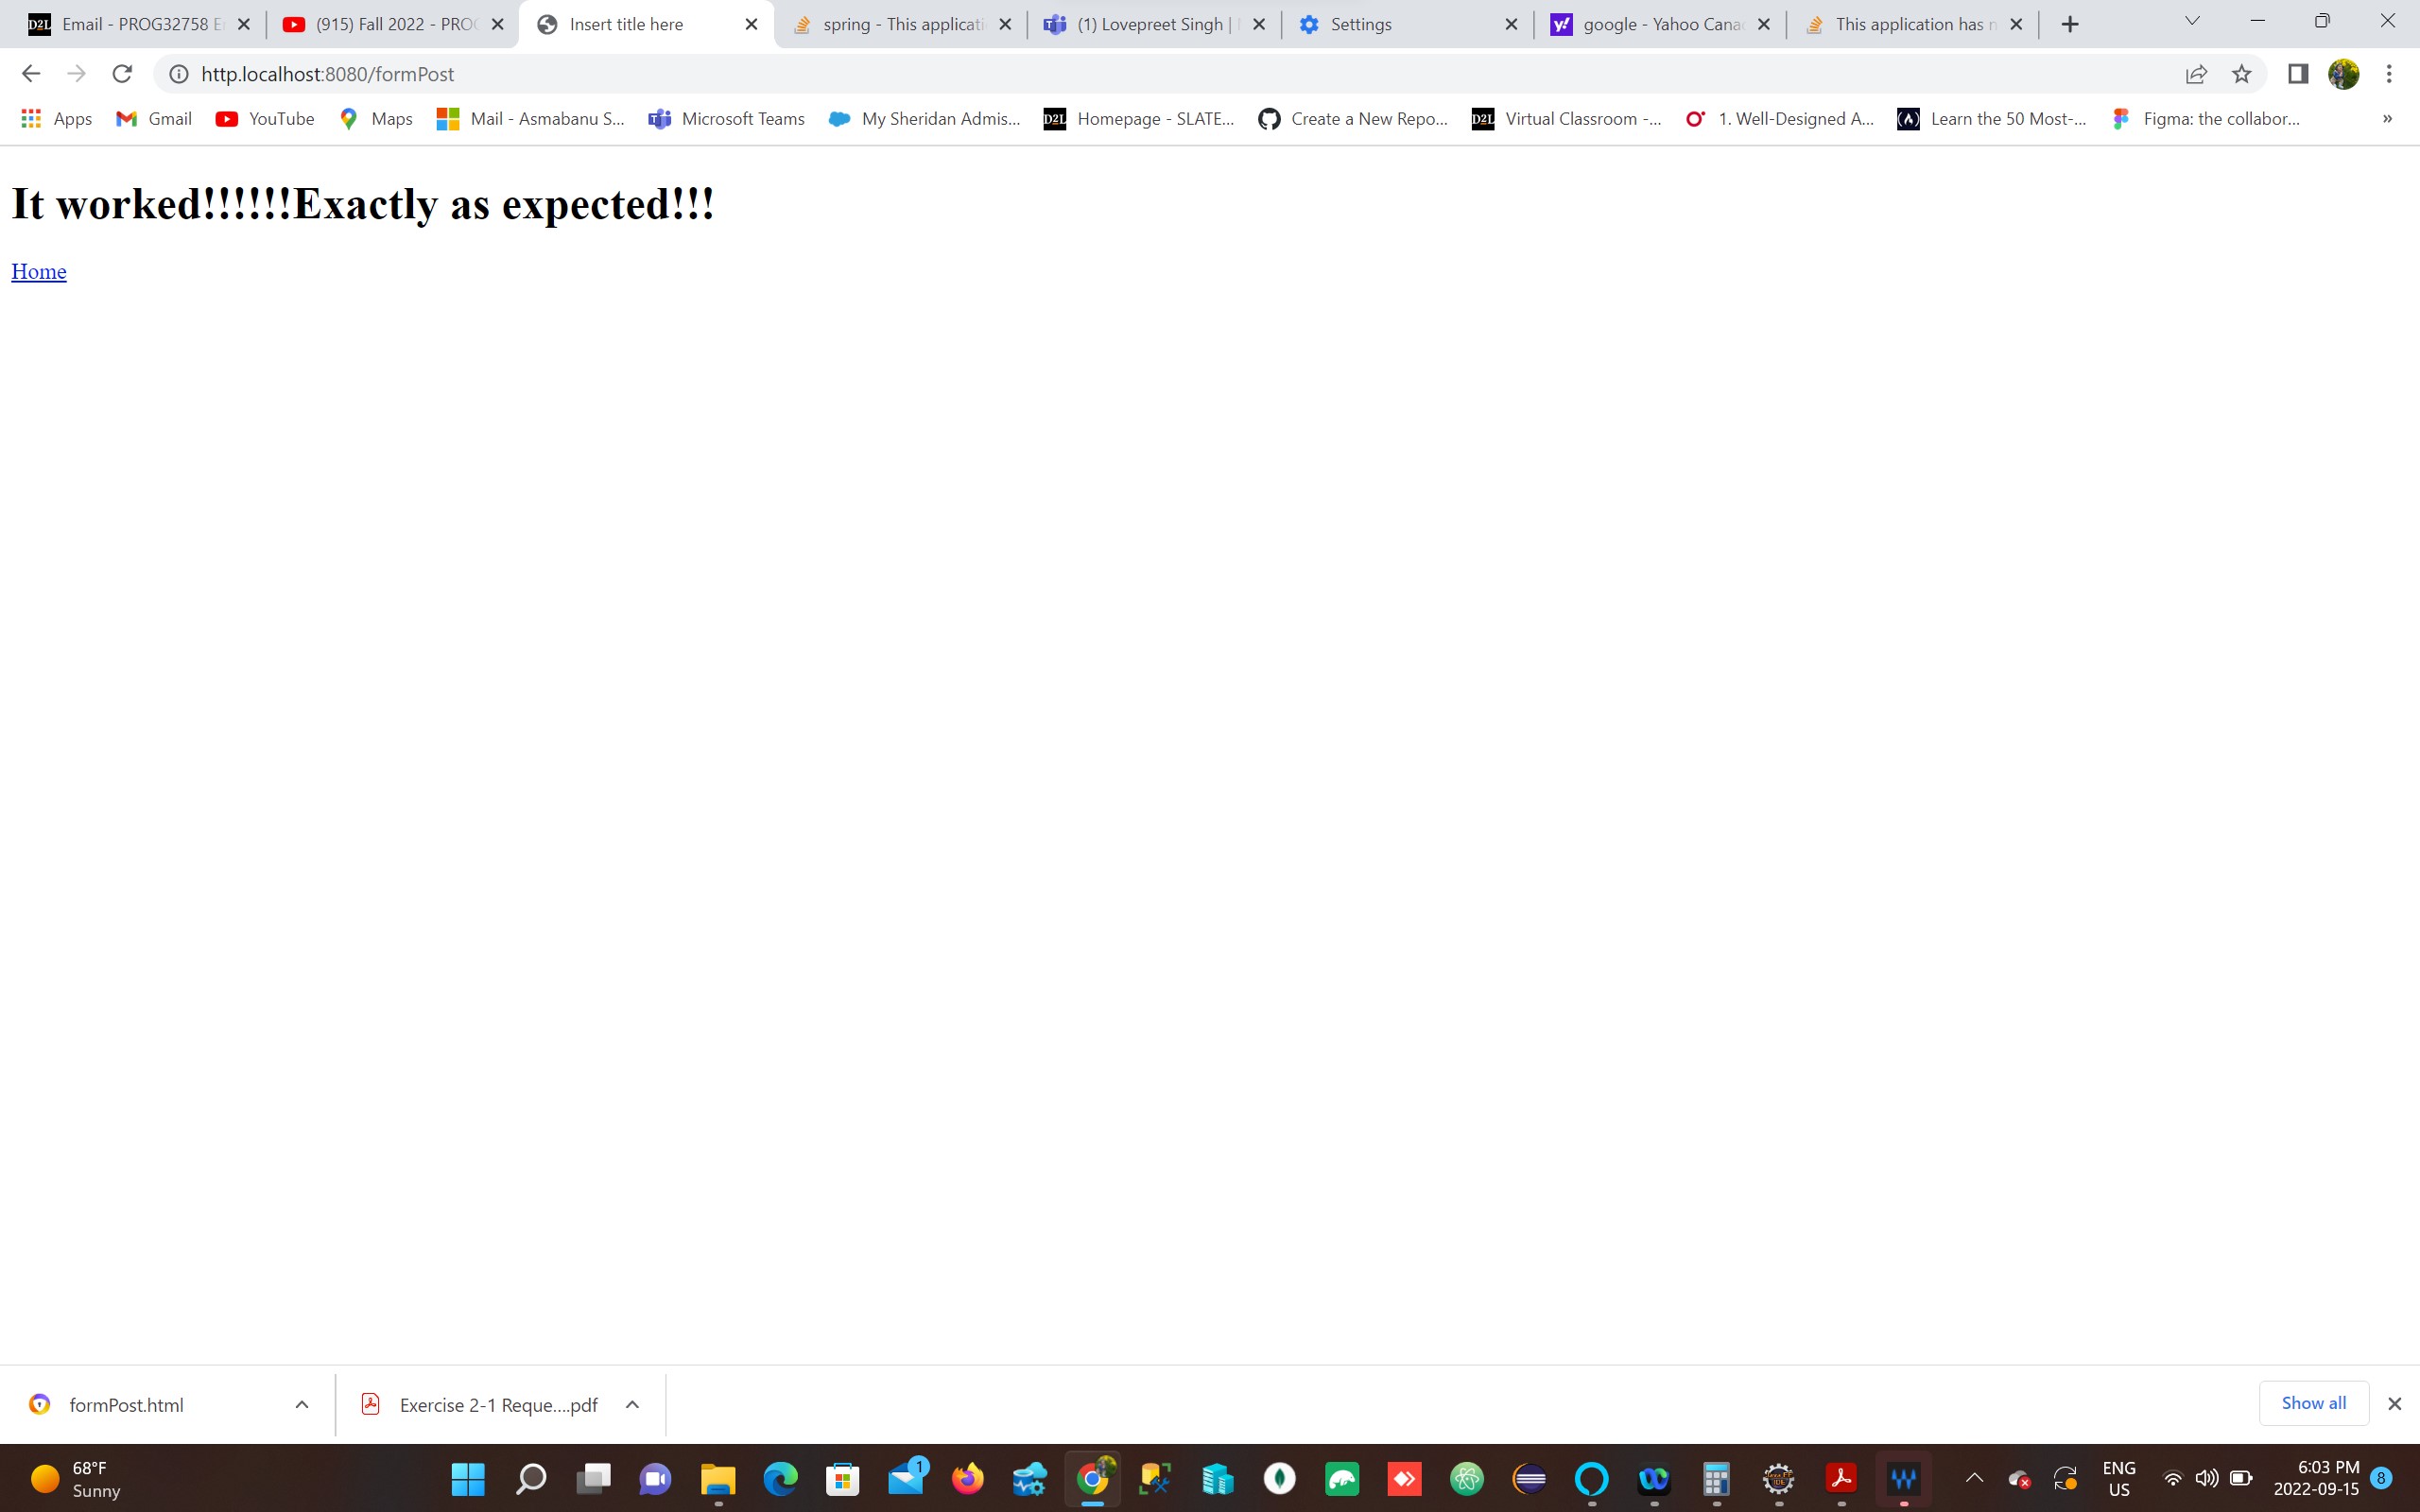 Email - PROG32758 E
(915) Fall 2022 - PROG
Insert title here
spring - This applicati
(1) Lovepreet Singh |
Settings
google - Yahoo Cana
This application has n
http.localhost:8080/formPost
Apps
Gmail
YouTube
Maps
Mail - Asmabanu S...
Microsoft Teams
My Sheridan Admis...
D2L Homepage - SLATE...
Create a New Repo...
D2L Virtual Classroom -...
1. Well-Designed A...
Learn the 50 Most-...
Figma: the collabor...
»
It worked!!!!!!Exactly as expected!!!
Home
formPost.html
Exercise 2-1 Reque....pdf
Show all
68°F
Sunny
1
ENG
US
6:03 PM
2022-09-15
8